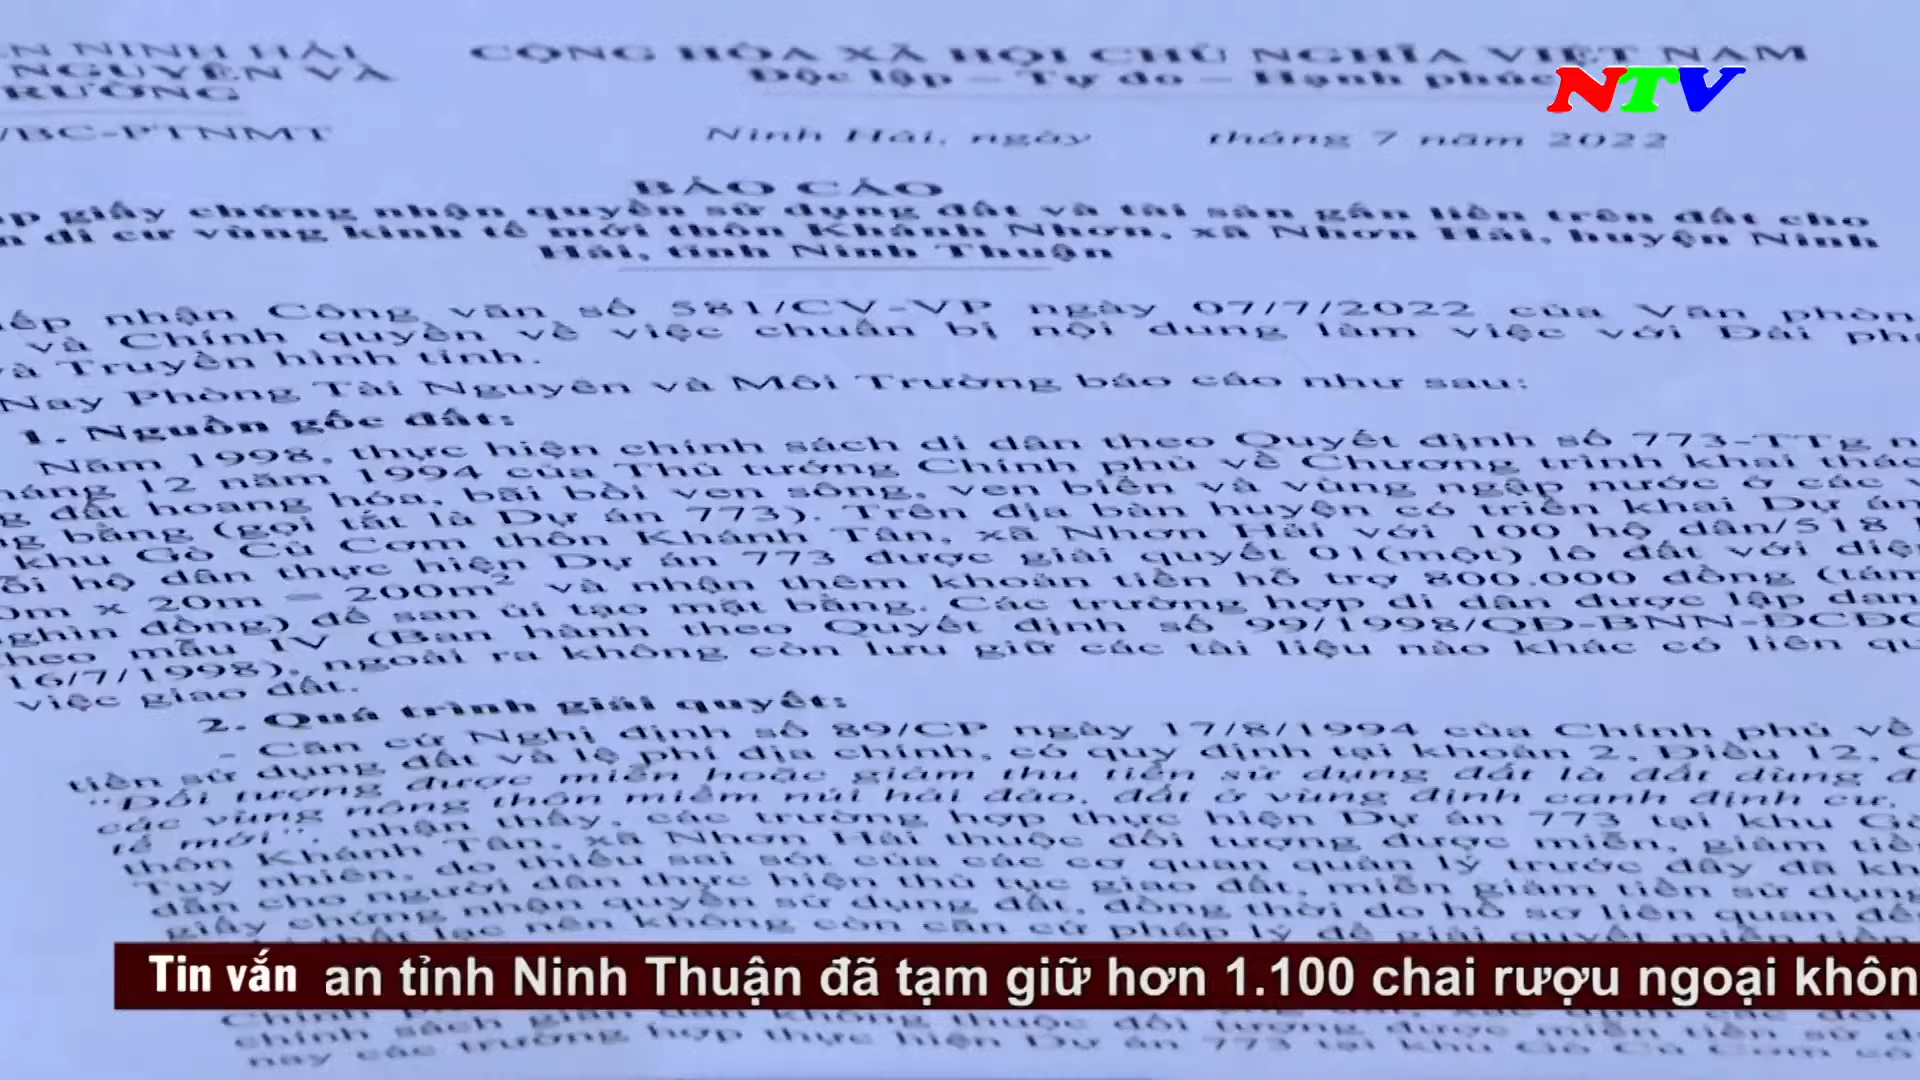 N NINH HẢI CỘNG HÒA XÃ HỘI CHỦ NGHĨA VIỆT NAM
NGUYÊN VÀ Độc lập – Tự do – Hạnh phúc
RƯỜNG
NTV
/BC-PTNMT Ninh Hải, ngày tháng 7 năm 2022
BÁO CÁO
ấp giấy chứng nhận quyền sử dụng đất và tài sản gắn liền trên đất cho
n di cư vùng kinh tế mới thôn Khánh Nhơn, xã Nhơn Hải, huyện Ninh
Hải, tỉnh Ninh Thuận
iếp nhận Công văn số 581/CV-VP ngày 07/7/2022 của Văn phòn
và Chính quyền về việc chuẩn bị nội dung làm việc với Đài phá
và Truyền hình tỉnh.
Nay Phòng Tài Nguyên và Môi Trường báo cáo như sau:
1. Nguồn gốc đất:
Năm 1998, thực hiện chính sách di dân theo Quyết định số 773-TTg n
háng 12 năm 1994 của Thủ tướng Chính phủ về Chương trình khai thác
g đất hoang hóa, bãi bồi ven sông, ven biển và vùng ngập nước ở các v
ng bằng (gọi tắt là Dự án 773). Trên địa bàn huyện có triển khai Dự án
khu Gò Củ Cơm thôn Khánh Tân, xã Nhơn Hải với 100 hộ dân/518
ỗi hộ dân thực hiện Dự án 773 được giải quyết 01(một) lô đất với diện
0m x 20m = 200m² và nhận thêm khoản tiền hỗ trợ 800.000 đồng (tám
nghìn đồng) để san ủi tạo mặt bằng. Các trường hợp di dân được lập dan
heo mẫu IV (Ban hành theo Quyết định số 99/1998/QĐ-BNN-ĐCĐC
16/7/1998), ngoài ra không còn lưu giữ các tài liệu nào khác có liên qu
việc giao đất.
2. Quá trình giải quyết:
- Căn cứ Nghị định số 89/CP ngày 17/8/1994 của Chính phủ về
tiền sử dụng đất và lệ phí địa chính, có quy định tại khoản 2, Điều 12, C
"Đối tượng được miễn hoặc giảm thu tiền sử dụng đất là đất dùng đ
các vùng nông thôn miền núi hải đảo, đất ở vùng định canh định cư,
tế mới", nhận thấy, các trường hợp thực hiện Dự án 773 tại khu Gò
thôn Khánh Tân, xã Nhơn Hải thuộc đối tượng được miễn, giảm tiền
Tuy nhiên, do thiếu sai sót của các cơ quan quản lý trước đây đã kh
dẫn cho người dân thực hiện thủ tục giao đất, miễn giảm tiền sử dụng
giấy chứng nhận quyền sử dụng đất, đồng thời do hồ sơ liên quan đế
thất lạc nên không còn căn cứ pháp lý để giải quyết miễn tiền
Tin vắn an tỉnh Ninh Thuận đã tạm giữ hơn 1.100 chai rượu ngoại khôn
chính sách giãn dân không thuộc đối tượng được miễn tiền sử d
nay các trường hợp thực hiện Dự án 773 tại khu Gò Củ Cơm có